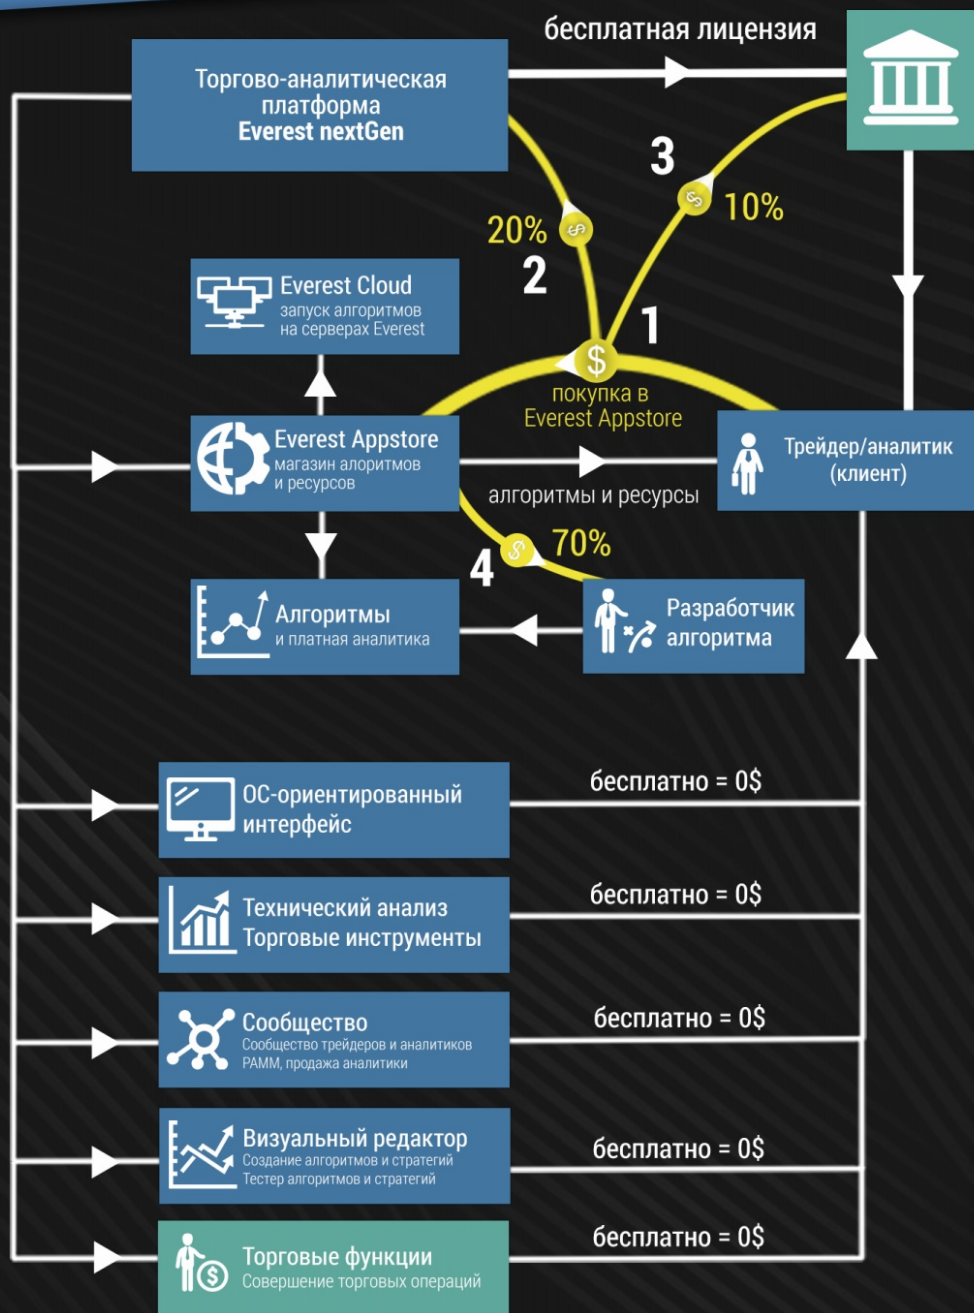 бесплатная лицензия
Торгово-аналитическая
платформа
Everest nextGen
3
10%
20%
2
1
$
$
$
Everest Cloud
запуск алгоритмов
на серверах Everest
покупка в
Everest Appstore
Everest Appstore
магазин алоритмов
и ресурсов
Трейдер/аналитик
(клиент)
алгоритмы и ресурсы
$
70%
4
Алгоритмы
и платная аналитика
Разработчик
алгоритма
ОС-ориентированный
интерфейс
бесплатно = 0$
Технический анализ
Торговые инструменты
бесплатно = 0$
Сообщество
Сообщество трейдеров и аналитиков
PAMM, продажа аналитики
бесплатно = 0$
Визуальный редактор
Создание алгоритмов и стратегий
Тестер алгоритмов и стратегий
бесплатно = 0$
Торговые функции
Совершение торговых операций
$
бесплатно = 0$